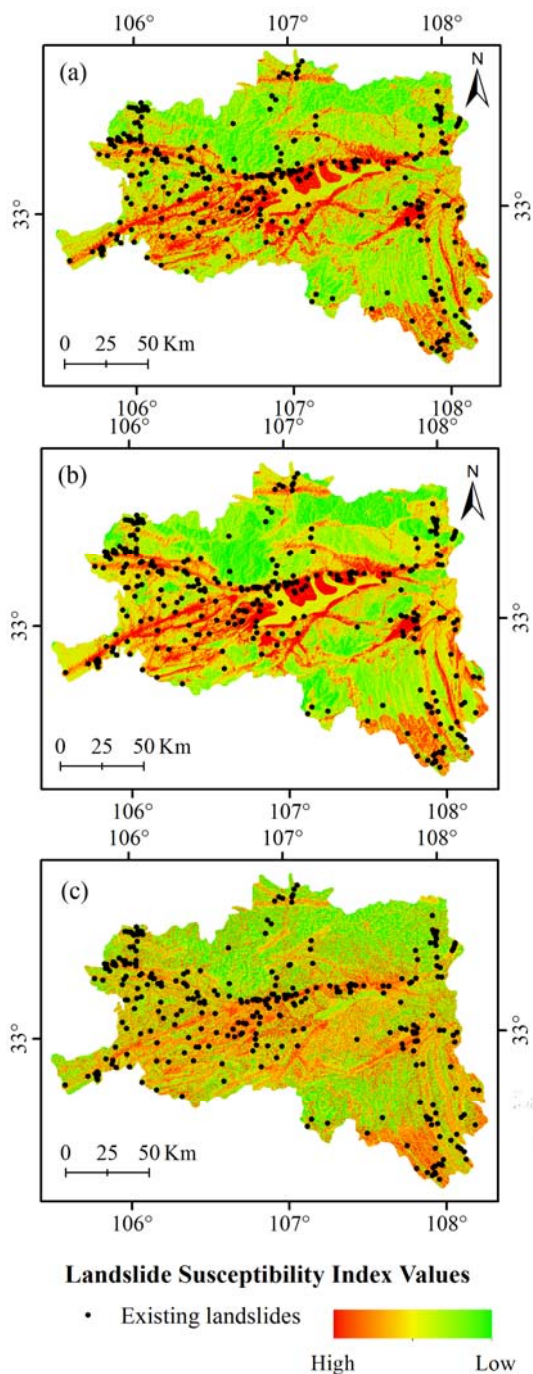 106° 107° 108°
(a) N
33° 33°
0 25 50 Km
106° 107° 108°
106° 107° 108°
(b) N
33° 33°
0 25 50 Km
106° 107° 108°
106° 107° 108°
(c)
33° 33°
0 25 50 Km
106° 107° 108°
Landslide Susceptibility Index Values
Existing landslides
High Low